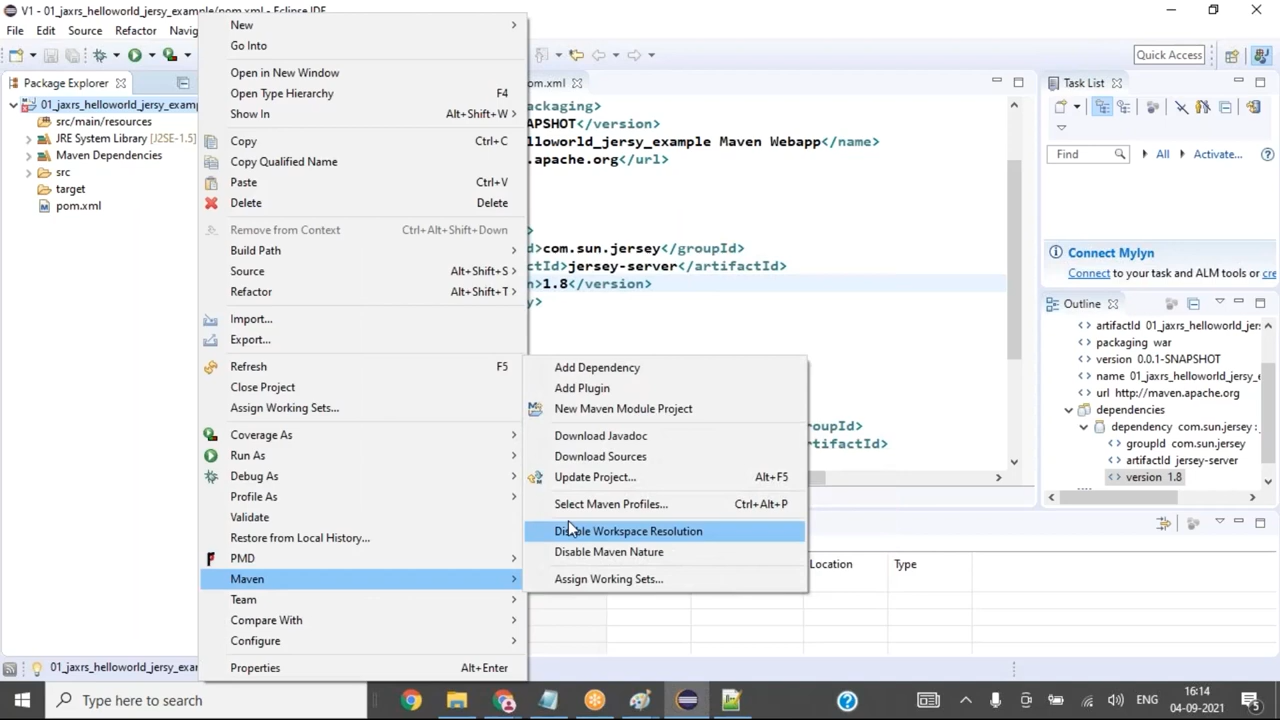 V1 - 01_jaxrs_helloworld_jersy_example/pom.xml - Eclipse IDE
File Edit Source Refactor Navig
Quick Access
Package Explorer
01_jaxrs_helloworld_jersy_examp
src/main/resources
JRE System Library [J2SE-1.5]
Maven Dependencies
src
target
pom.xml
New
Go Into
Open in New Window
Open Type Hierarchy F4
Show In Alt+Shift+W
Copy Ctrl+C
Copy Qualified Name
Paste Ctrl+V
Delete Delete
Remove from Context Ctrl+Alt+Shift+Down
Build Path
Source Alt+Shift+S
Refactor Alt+Shift+T
Import...
Export...
Refresh F5
Close Project
Assign Working Sets...
Coverage As
Run As
Debug As
Profile As
Validate
Restore from Local History...
PMD
Maven
Team
Compare With
Configure
Properties Alt+Enter
Add Dependency
Add Plugin
New Maven Module Project
Download Javadoc
Download Sources
Update Project... Alt+F5
Select Maven Profiles... Ctrl+Alt+P
Disable Workspace Resolution
Disable Maven Nature
Assign Working Sets...
om.xml
ackaging>
APSHOT</version>
lloworld_jersy_example Maven Webapp</name>
.apache.org</url>
>
d>com.sun.jersey</groupId>
ctId>jersey-server</artifactId>
n>1.8</version>
y>
oupId>
tifactId>
Location Type
Task List
Find All Activate...
Connect Mylyn
Connect to your task and ALM tools or cre
Outline
artifactId 01_jaxrs_helloworld_jers
packaging war
version 0.0.1-SNAPSHOT
name 01_jaxrs_helloworld_jersy_e
url http://maven.apache.org
dependencies
dependency com.sun.jersey :
groupId com.sun.jersey
artifactId jersey-server
version 1.8
01_jaxrs_helloworld_jersy_exar
Type here to search
ENG
16:14
04-09-2021
5